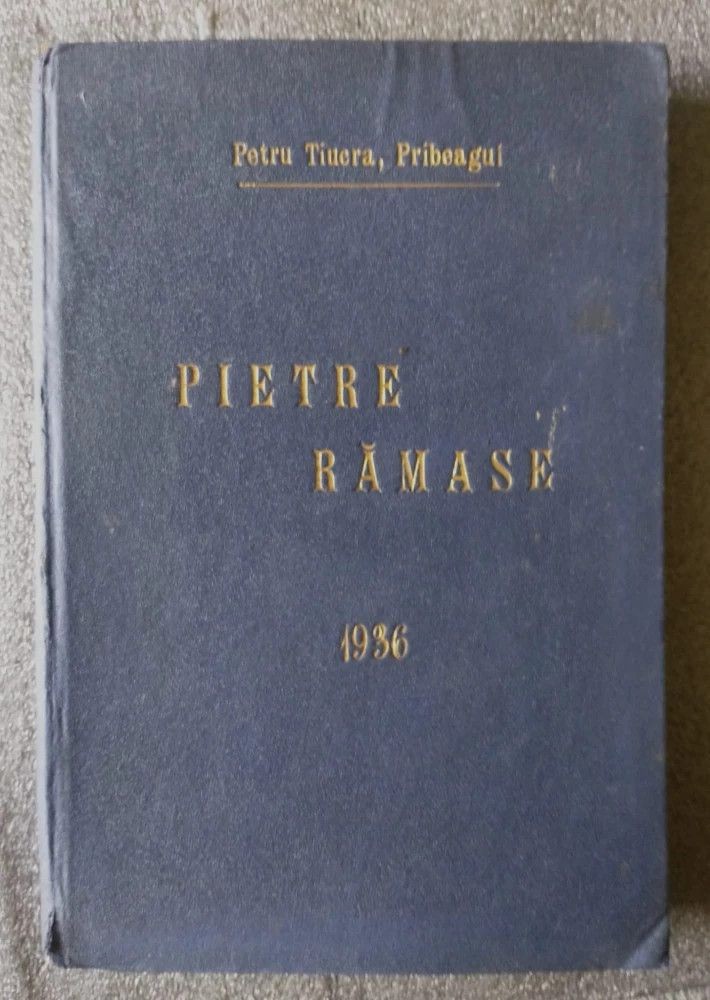 Petru Tiucra, Pribeagul
PIETRE
RĂMASE
1936